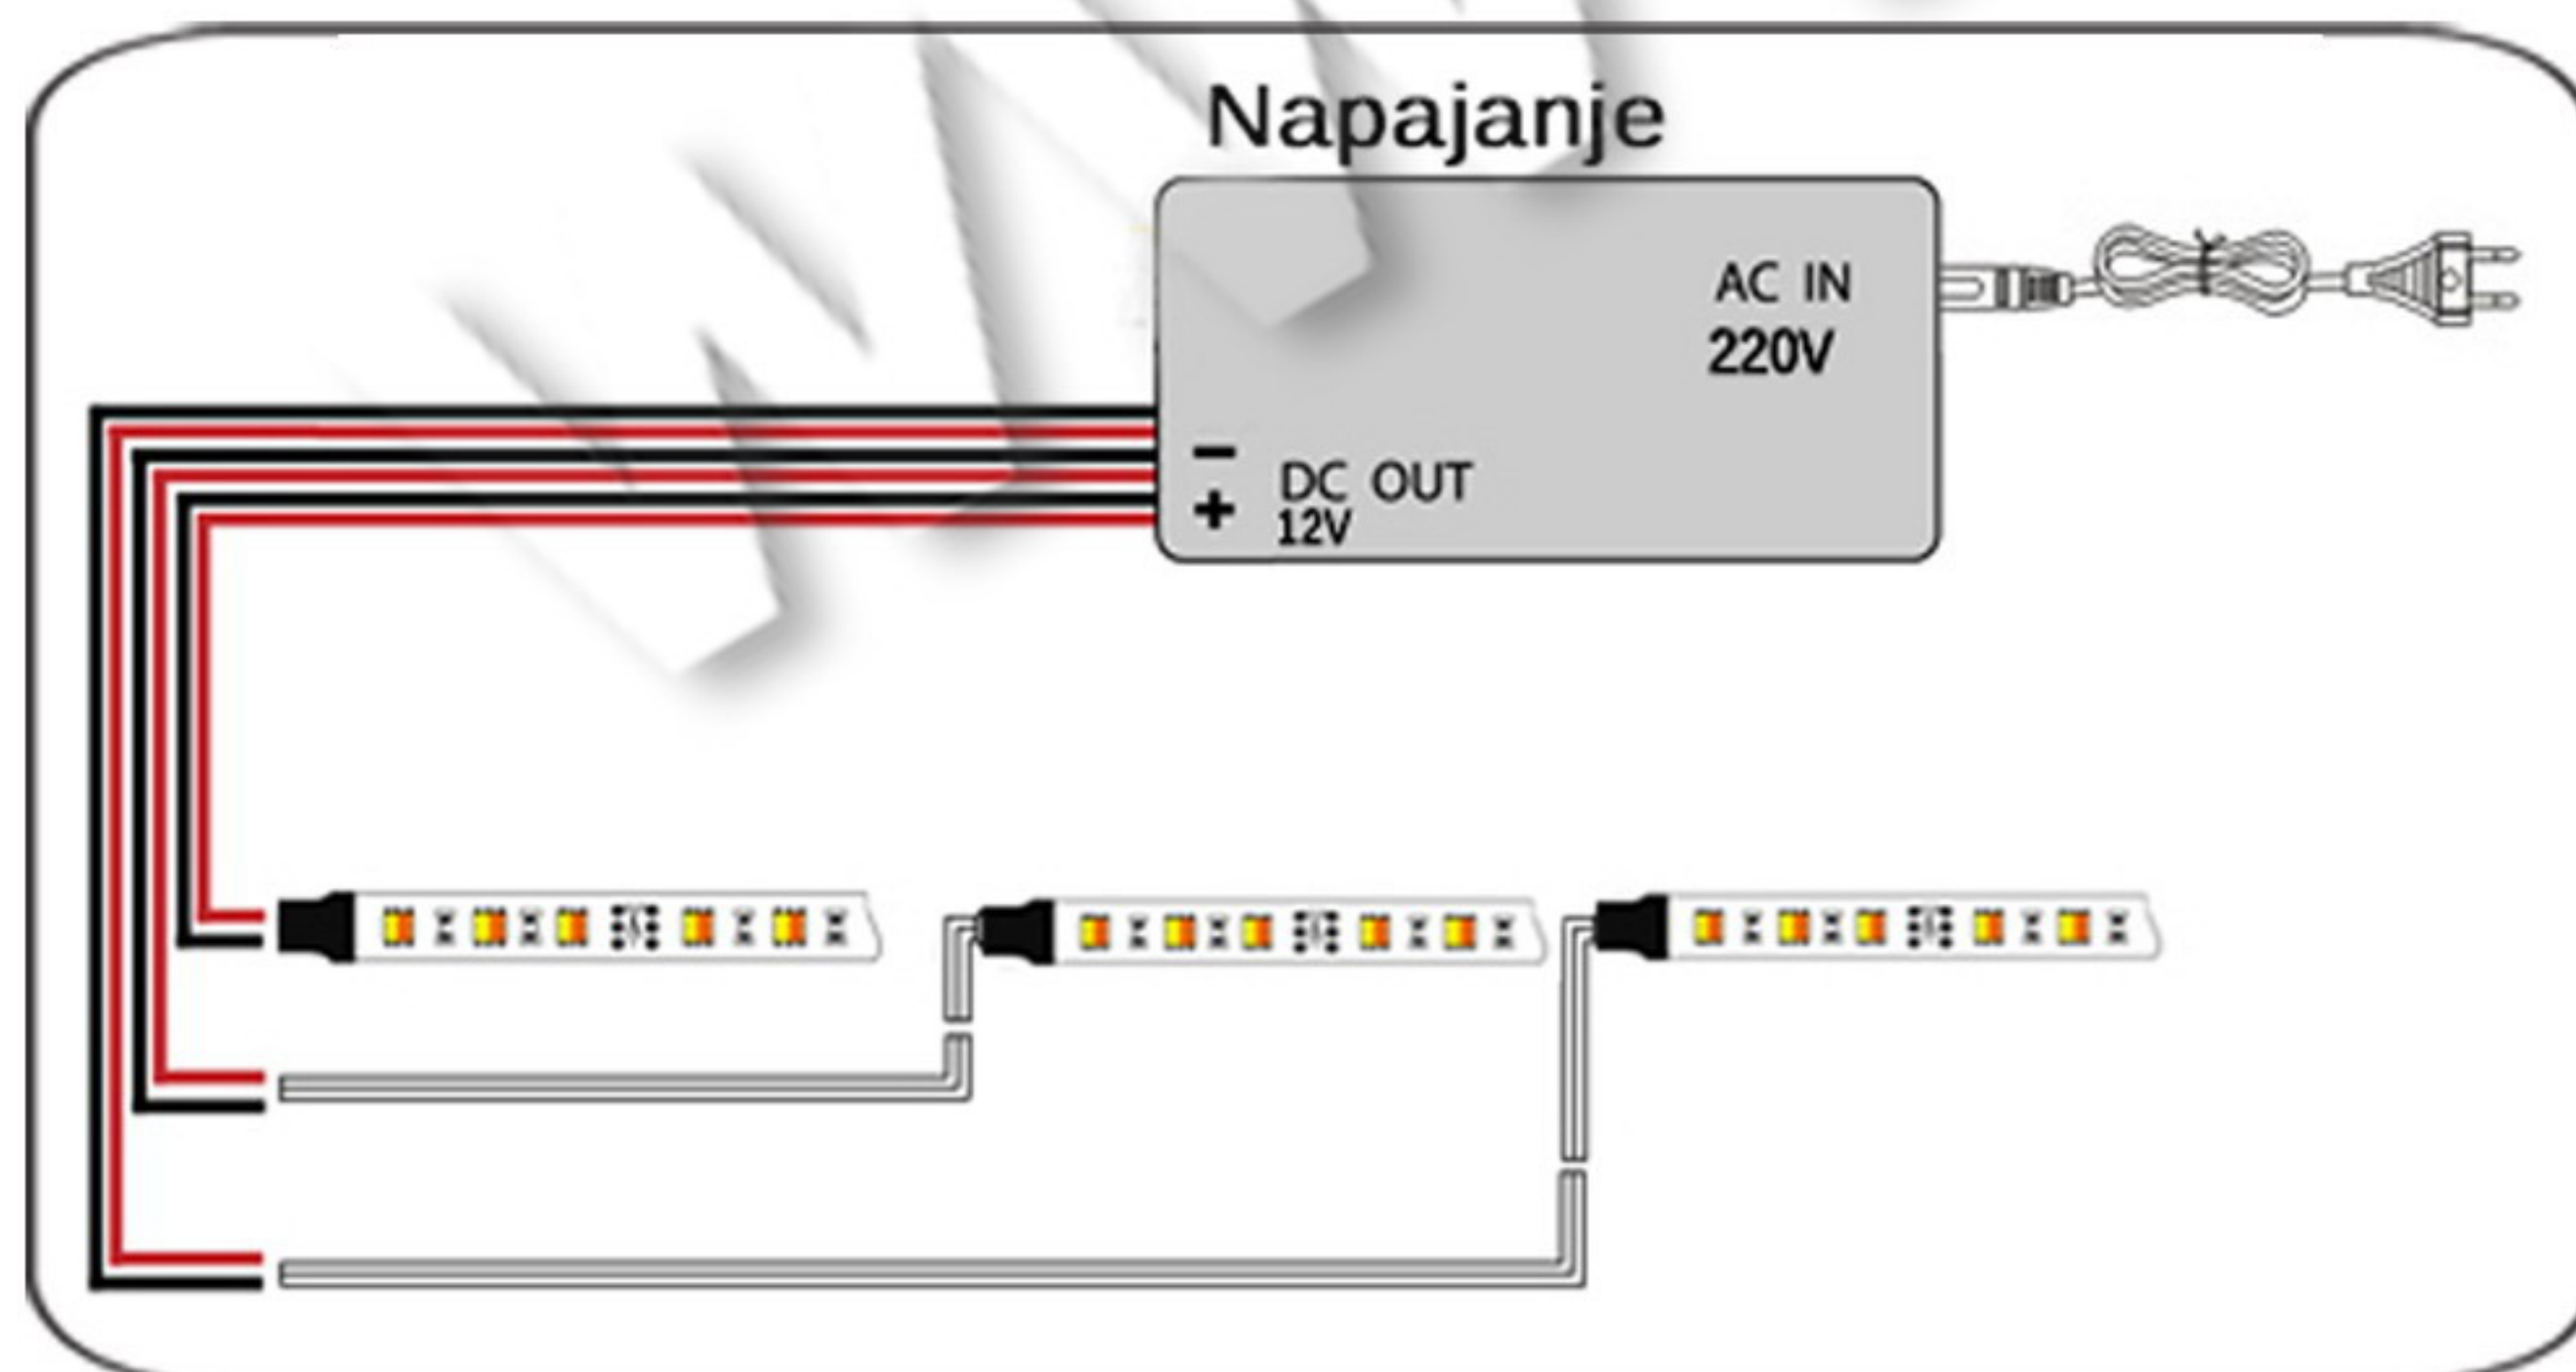 Napajanje
AC IN
220V
−
DC OUT
+
12V